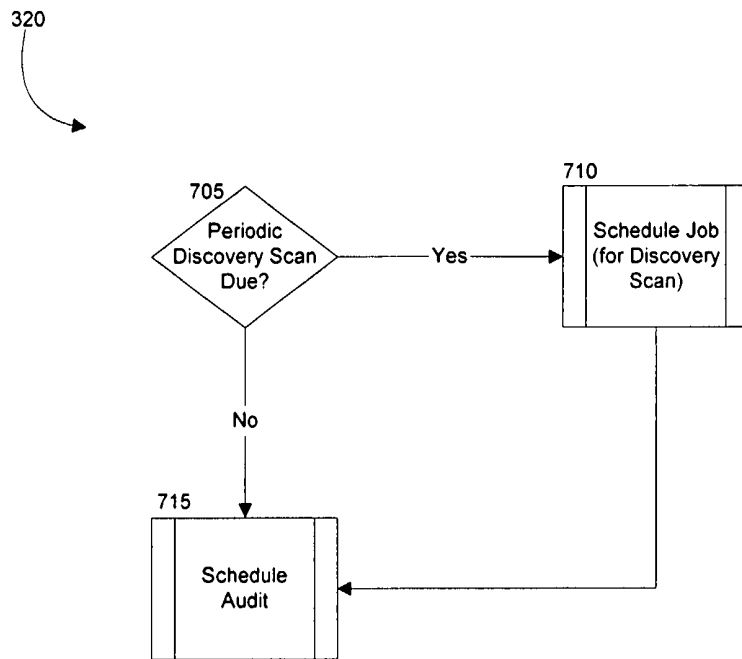 320
705
Periodic
Discovery Scan
Due?
Yes
710
Schedule Job
(for Discovery
Scan)
No
715
Schedule
Audit